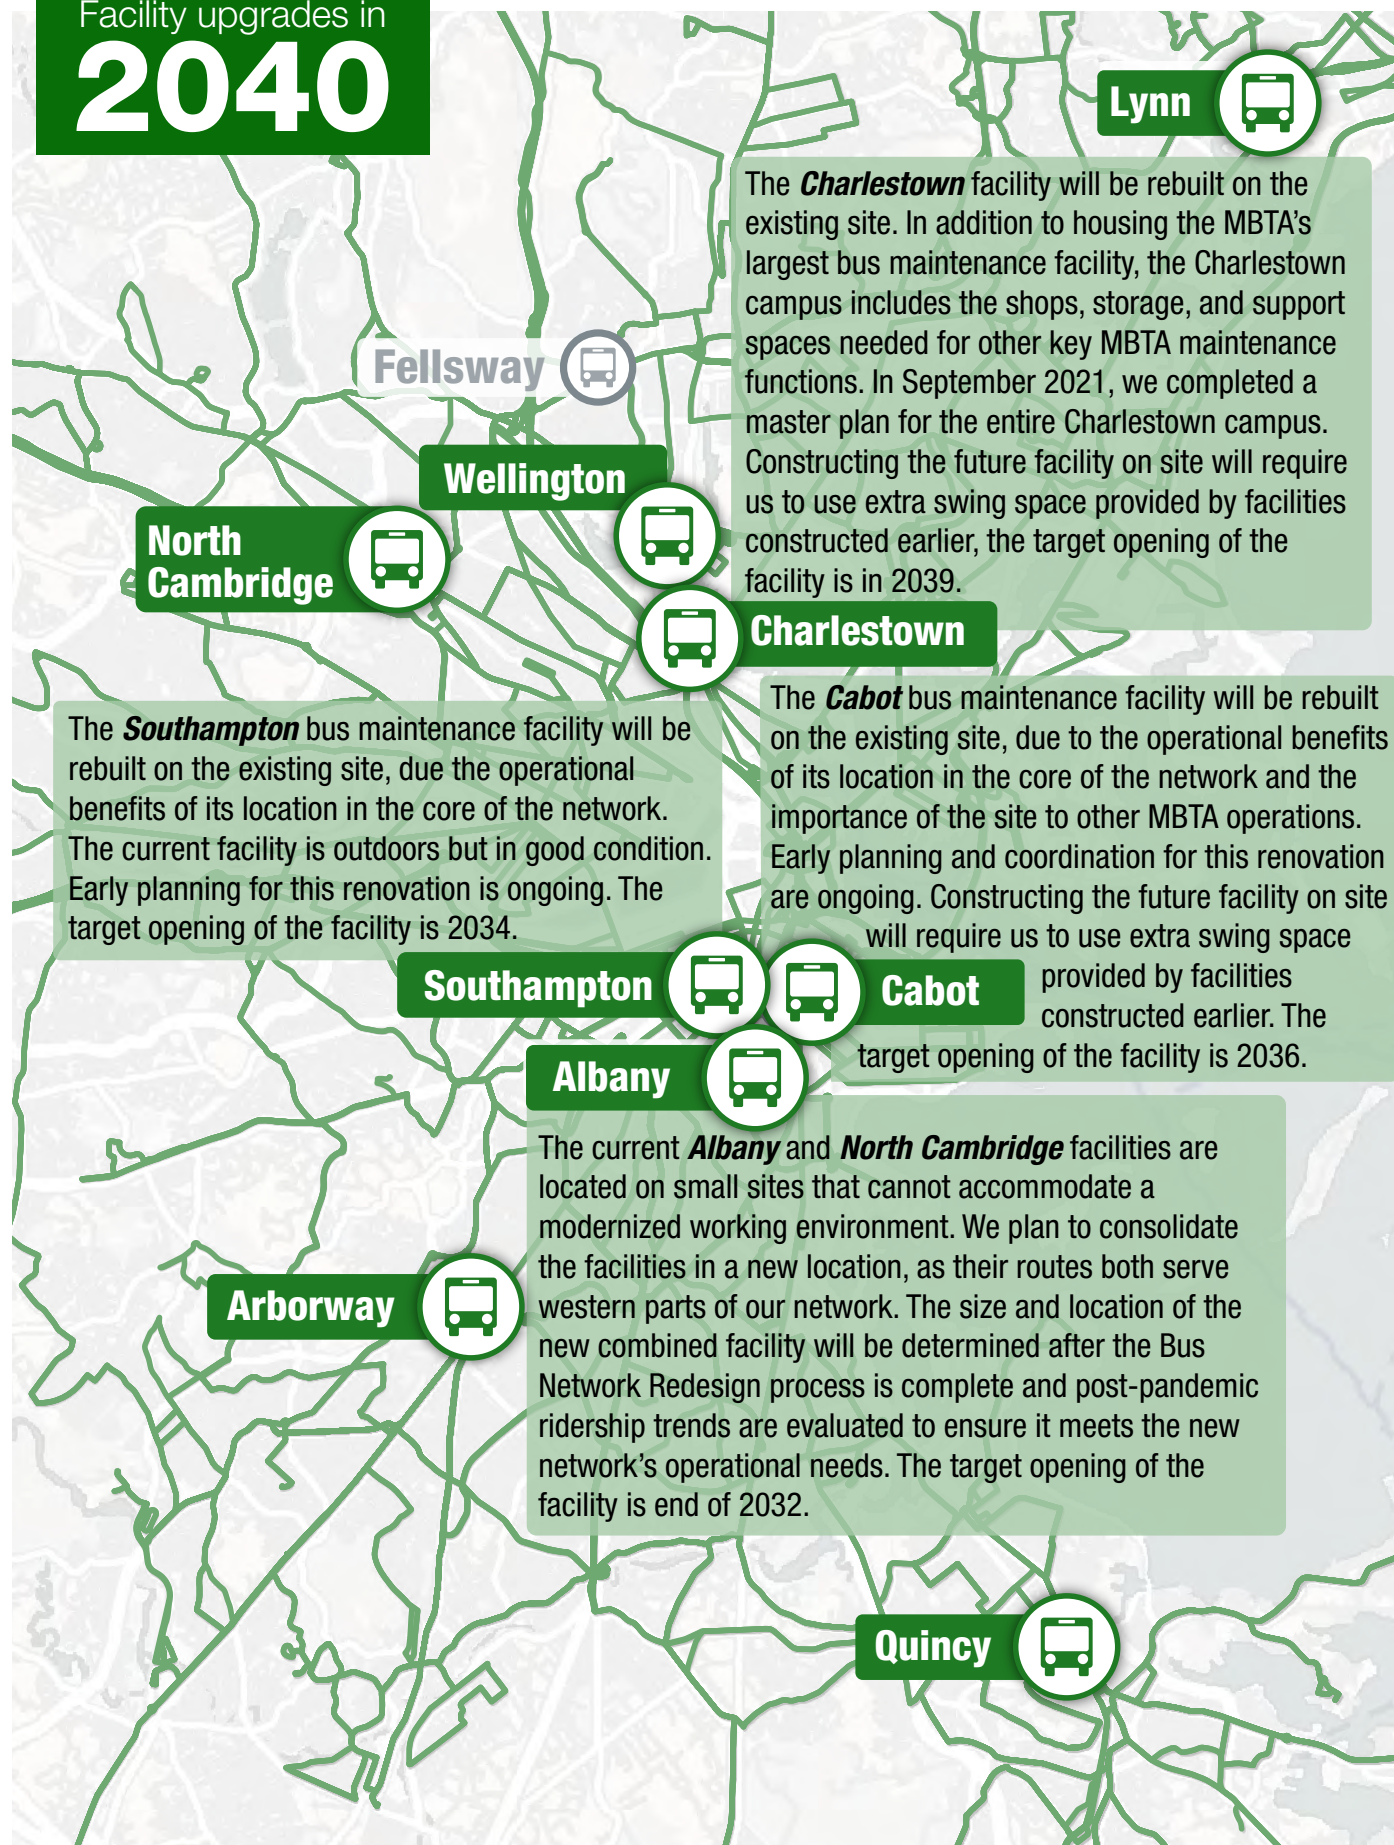 Facility upgrades in
2040
Lynn
The Charlestown facility will be rebuilt on the
existing site. In addition to housing the MBTA’s
largest bus maintenance facility, the Charlestown
campus includes the shops, storage, and support
spaces needed for other key MBTA maintenance
functions. In September 2021, we completed a
master plan for the entire Charlestown campus.
Constructing the future facility on site will require
us to use extra swing space provided by facilities
constructed earlier, the target opening of the
facility is in 2039.
Fellsway
Wellington
North
Cambridge
Charlestown
The Southampton bus maintenance facility will be
rebuilt on the existing site, due the operational
benefits of its location in the core of the network.
The current facility is outdoors but in good condition.
Early planning for this renovation is ongoing. The
target opening of the facility is 2034.
The Cabot bus maintenance facility will be rebuilt
on the existing site, due to the operational benefits
of its location in the core of the network and the
importance of the site to other MBTA operations.
Early planning and coordination for this renovation
are ongoing. Constructing the future facility on site
will require us to use extra swing space
provided by facilities
constructed earlier. The
target opening of the facility is 2036.
Southampton
Cabot
Albany
The current Albany and North Cambridge facilities are
located on small sites that cannot accommodate a
modernized working environment. We plan to consolidate
the facilities in a new location, as their routes both serve
western parts of our network. The size and location of the
new combined facility will be determined after the Bus
Network Redesign process is complete and post-pandemic
ridership trends are evaluated to ensure it meets the new
network’s operational needs. The target opening of the
facility is end of 2032.
Arborway
Quincy